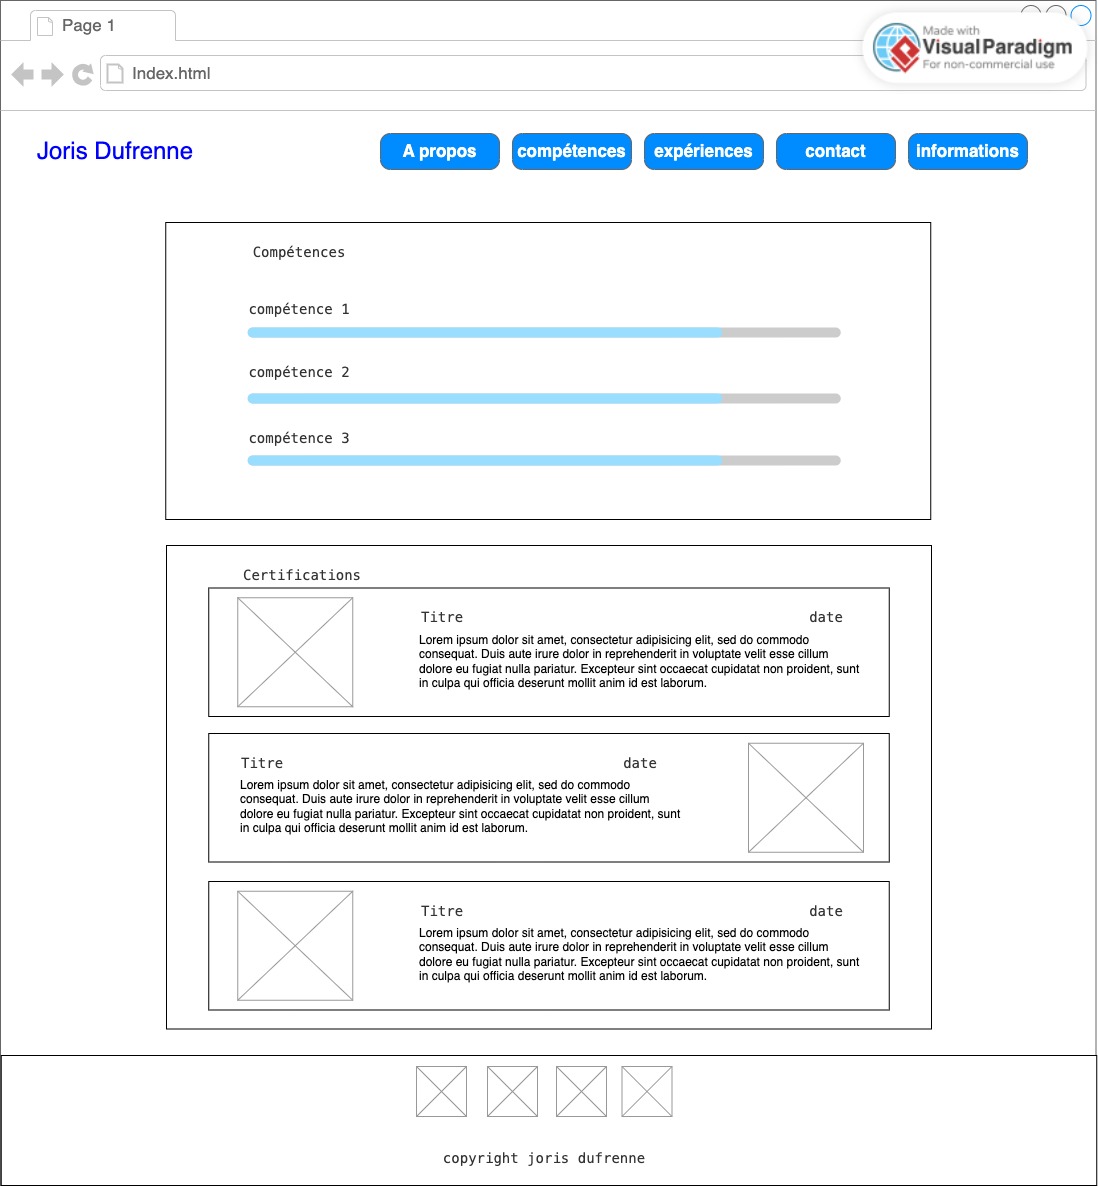 Page 1
Made with
Visual Paradigm
For non-commercial use
Index.html
Joris Dufrenne
A propos
compétences
expériences
contact
informations
Compétences
compétence 1
compétence 2
compétence 3
Certifications
Titre
date
Lorem ipsum dolor sit amet, consectetur adipisicing elit, sed do commodo
consequat. Duis aute irure dolor in reprehenderit in voluptate velit esse cillum
dolore eu fugiat nulla pariatur. Excepteur sint occaecat cupidatat non proident, sunt
in culpa qui officia deserunt mollit anim id est laborum.
Titre
date
Lorem ipsum dolor sit amet, consectetur adipisicing elit, sed do commodo
consequat. Duis aute irure dolor in reprehenderit in voluptate velit esse cillum
dolore eu fugiat nulla pariatur. Excepteur sint occaecat cupidatat non proident, sunt
in culpa qui officia deserunt mollit anim id est laborum.
Titre
date
Lorem ipsum dolor sit amet, consectetur adipisicing elit, sed do commodo
consequat. Duis aute irure dolor in reprehenderit in voluptate velit esse cillum
dolore eu fugiat nulla pariatur. Excepteur sint occaecat cupidatat non proident, sunt
in culpa qui officia deserunt mollit anim id est laborum.
copyright joris dufrenne